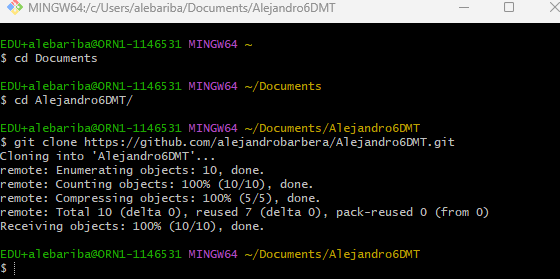 MINGW64:/c/Users/alebariba/Documents/Alejandro6DMT
EDU+alebariba@ORN1-1146531 MINGW64 ~
$ cd Documents
EDU+alebariba@ORN1-1146531 MINGW64 ~/Documents
$ cd Alejandro6DMT/
EDU+alebariba@ORN1-1146531 MINGW64 ~/Documents/Alejandro6DMT
$ git clone https://github.com/alejandrobarbera/Alejandro6DMT.git
Cloning into 'Alejandro6DMT'...
remote: Enumerating objects: 10, done.
remote: Counting objects: 100% (10/10), done.
remote: Compressing objects: 100% (5/5), done.
remote: Total 10 (delta 0), reused 7 (delta 0), pack-reused 0 (from 0)
Receiving objects: 100% (10/10), done.
EDU+alebariba@ORN1-1146531 MINGW64 ~/Documents/Alejandro6DMT
$